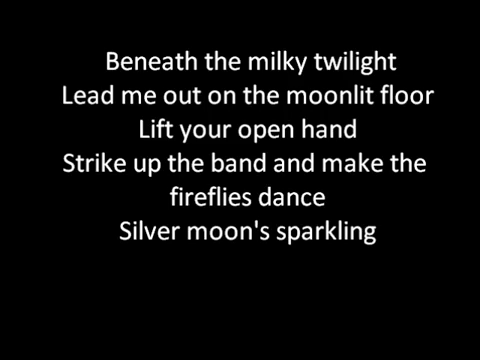 Beneath the milky twilight
Lead me out on the moonlit floor
Lift your open hand
Strike up the band and make the
fireflies dance
Silver moon's sparkling